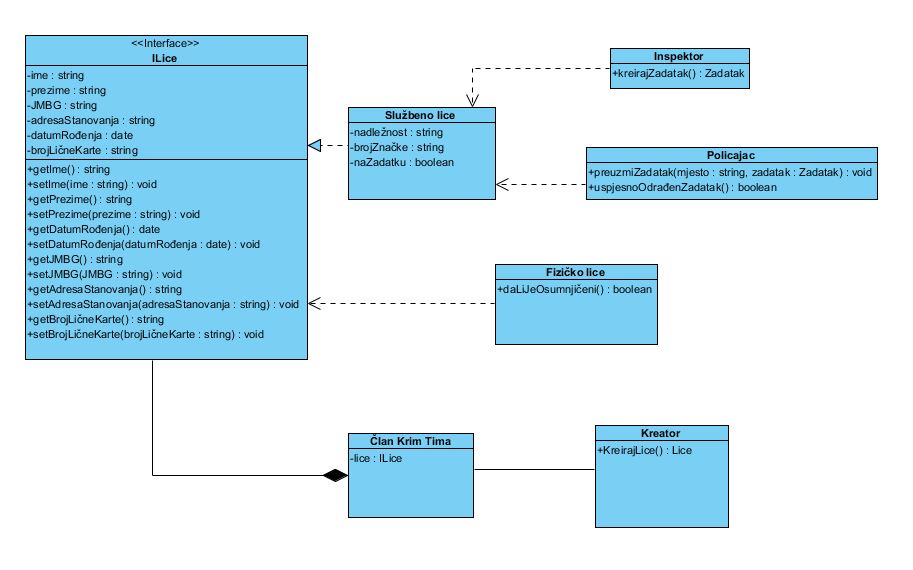 <<Interface>>
ILice
-ime : string
-prezime : string
-JMBG : string
-adresaStanovanja : string
-datumRođenja : date
-brojLičneKarte : string
+getIme() : string
+setIme(ime : string) : void
+getPrezime() : string
+setPrezime(prezime : string) : void
+getDatumRođenja() : date
+setDatumRođenja(datumRođenja : date) : void
+getJMBG() : string
+setJMBG(JMBG : string) : void
+getAdresaStanovanja() : string
+setAdresaStanovanja(adresaStanovanja : string) : void
+getBrojLičneKarte() : string
+setBrojLičneKarte(brojLičneKarte : string) : void
Službeno lice
-nadležnost : string
-brojZnačke : string
-naZadatku : boolean
Inspektor
+kreirajZadatak() : Zadatak
Policajac
+preuzmiZadatak(mjesto : string, zadatak : Zadatak) : void
+uspjesnoOdrađenZadatak() : boolean
Fizičko lice
+daLiJeOsumnjičeni() : boolean
Član Krim Tima
-lice : ILice
Kreator
+KreirajLice() : Lice